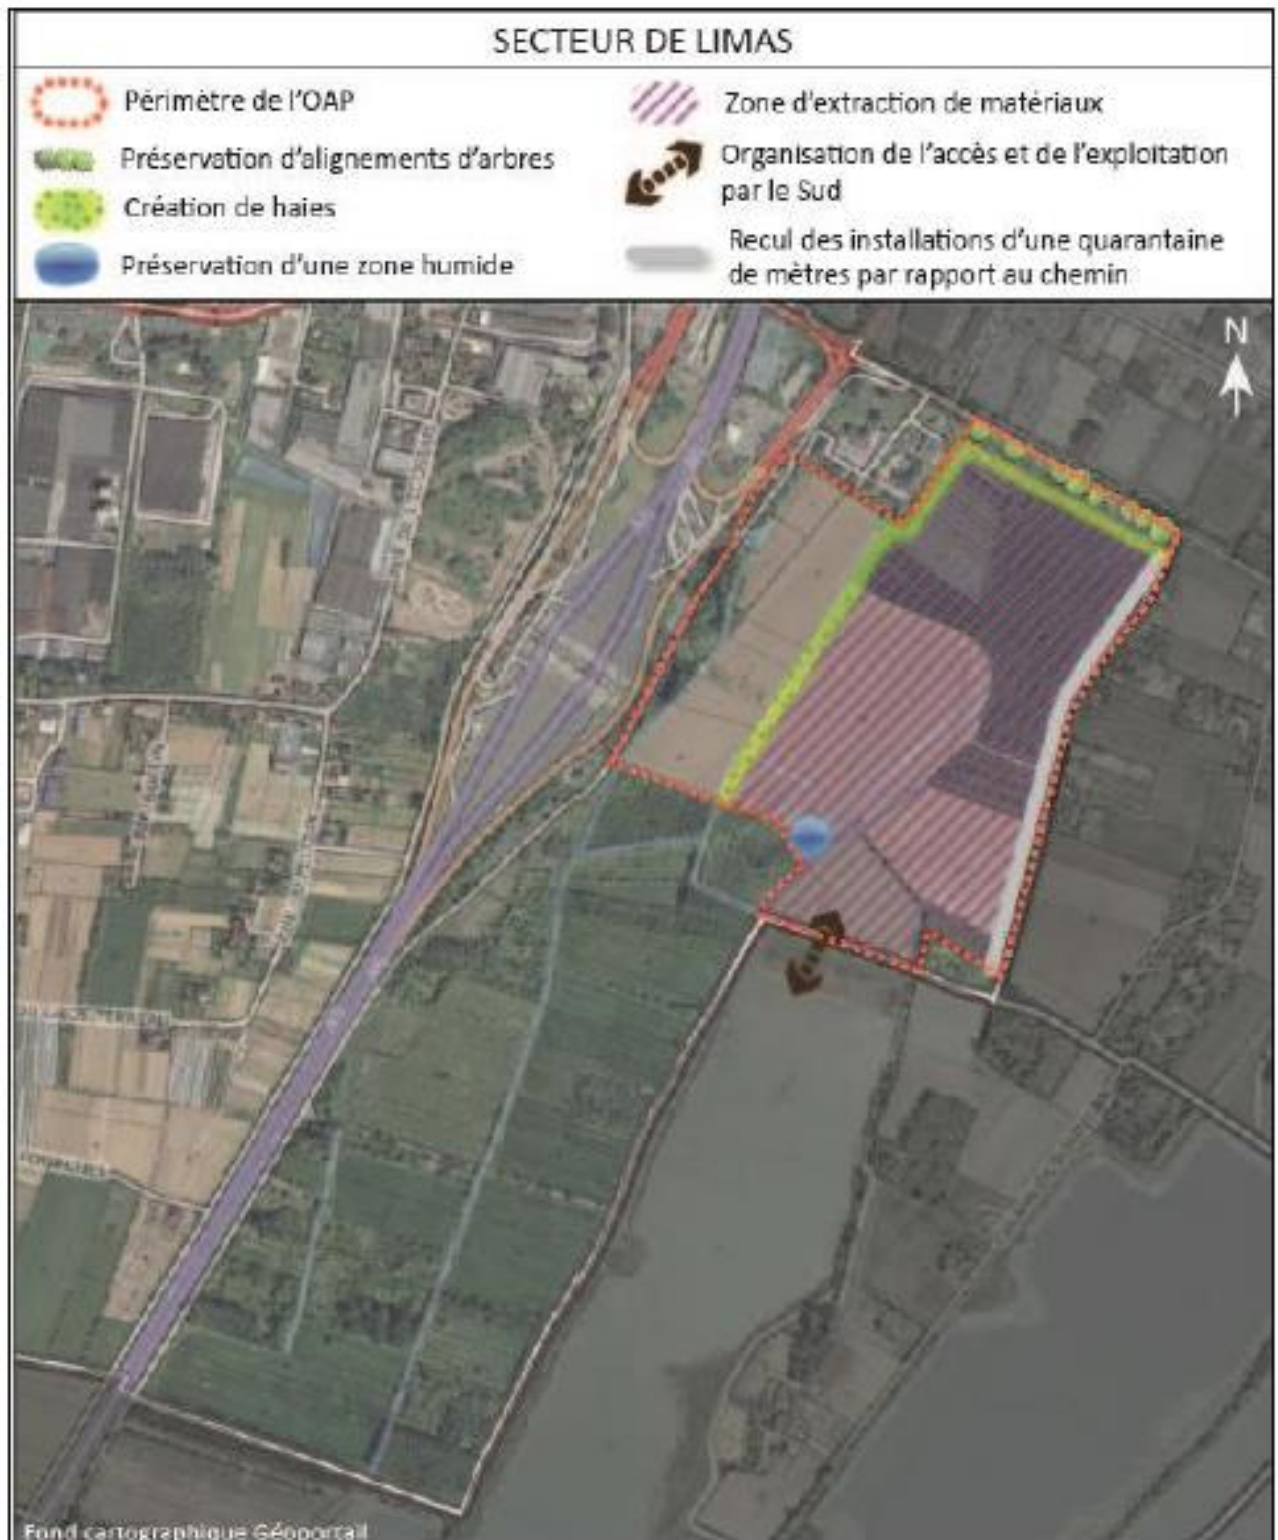 SECTEUR DE LIMAS
Périmètre de l'OAP
Préservation d'alignements d'arbres
Création de haies
Préservation d'une zone humide
Zone d'extraction de matériaux
Organisation de l'accès et de l'exploitation
par le Sud
Recul des installations d'une quarantaine
de mètres par rapport au chemin
N
Fond cartographique Géoportail